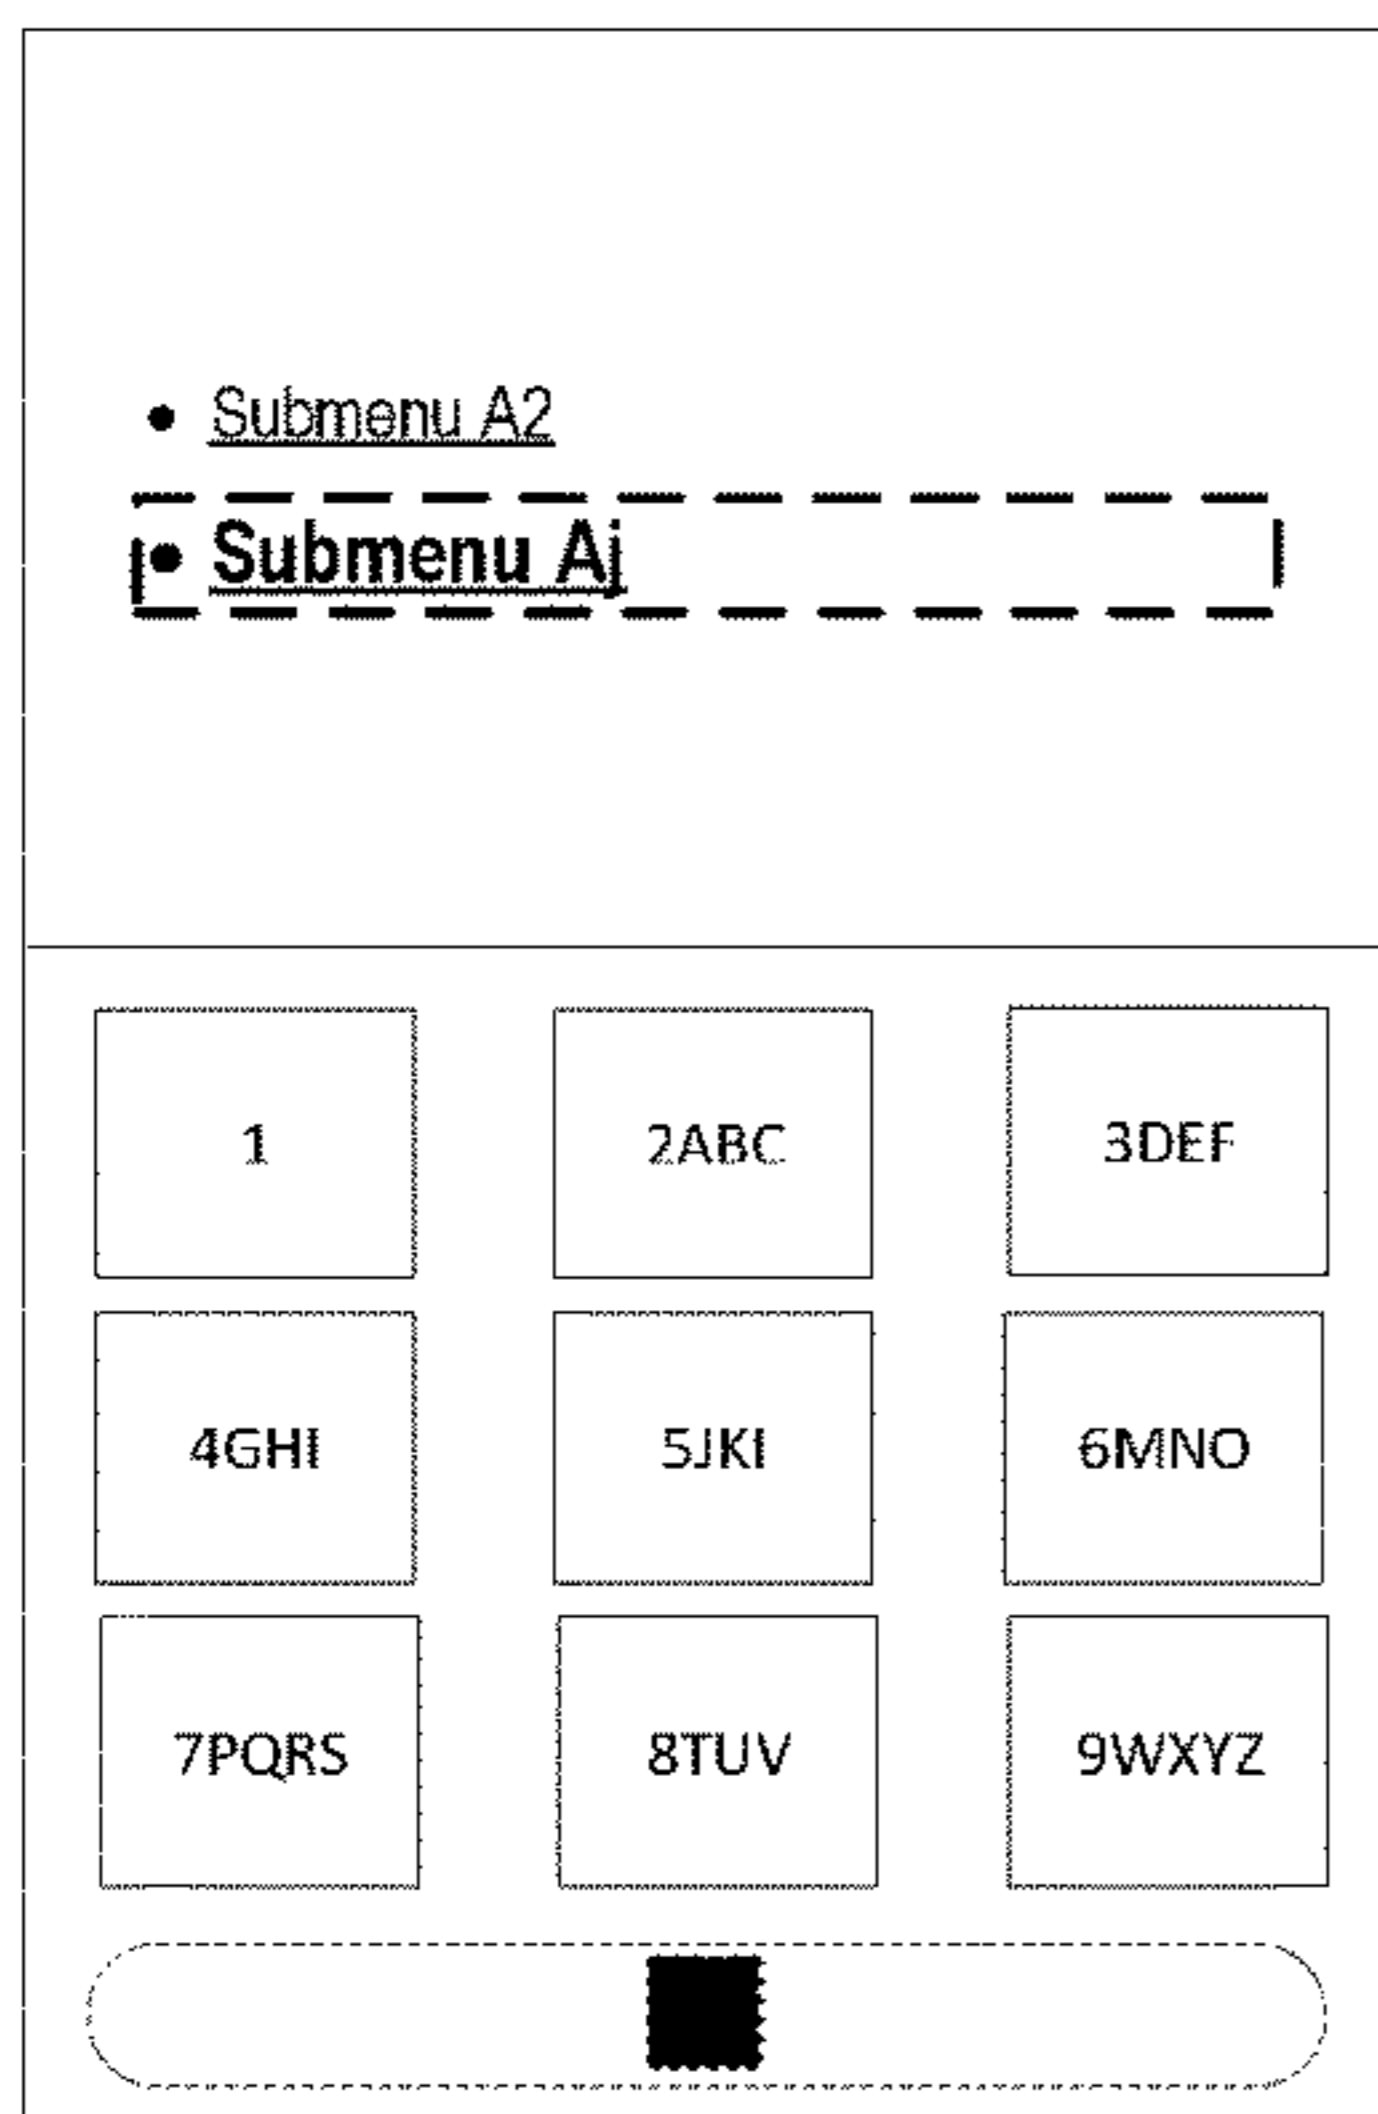 • Submenu A2
• Submenu Aj
1
2ABC
3DEF
4GHI
5JKI
6MNO
7PQRS
8TUV
9WXYZ